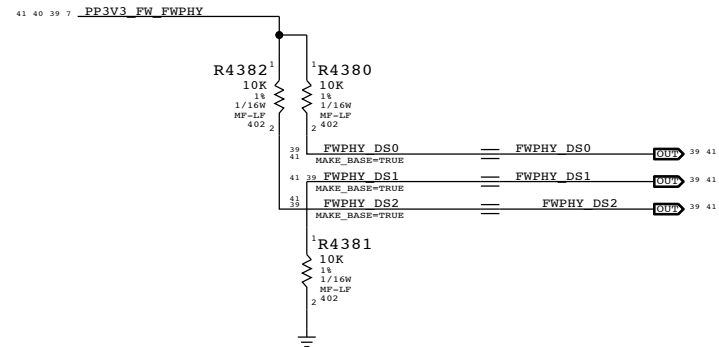 41 40 39 7 PP3V3_FW_FWPHY
R4382 1
10K
1%
1/16W
MF-LF
402 2
1 R4380
10K
1%
1/16W
MF-LF
2 402
39 41 FWPHY_DS0 FWPHY_DS0 OUT 39 41
MAKE_BASE=TRUE
41 39 FWPHY_DS1 FWPHY_DS1 OUT 39 41
MAKE_BASE=TRUE
41 39 FWPHY_DS2 FWPHY_DS2 OUT 39 41
MAKE_BASE=TRUE
1 R4381
10K
1%
1/16W
MF-LF
2 402